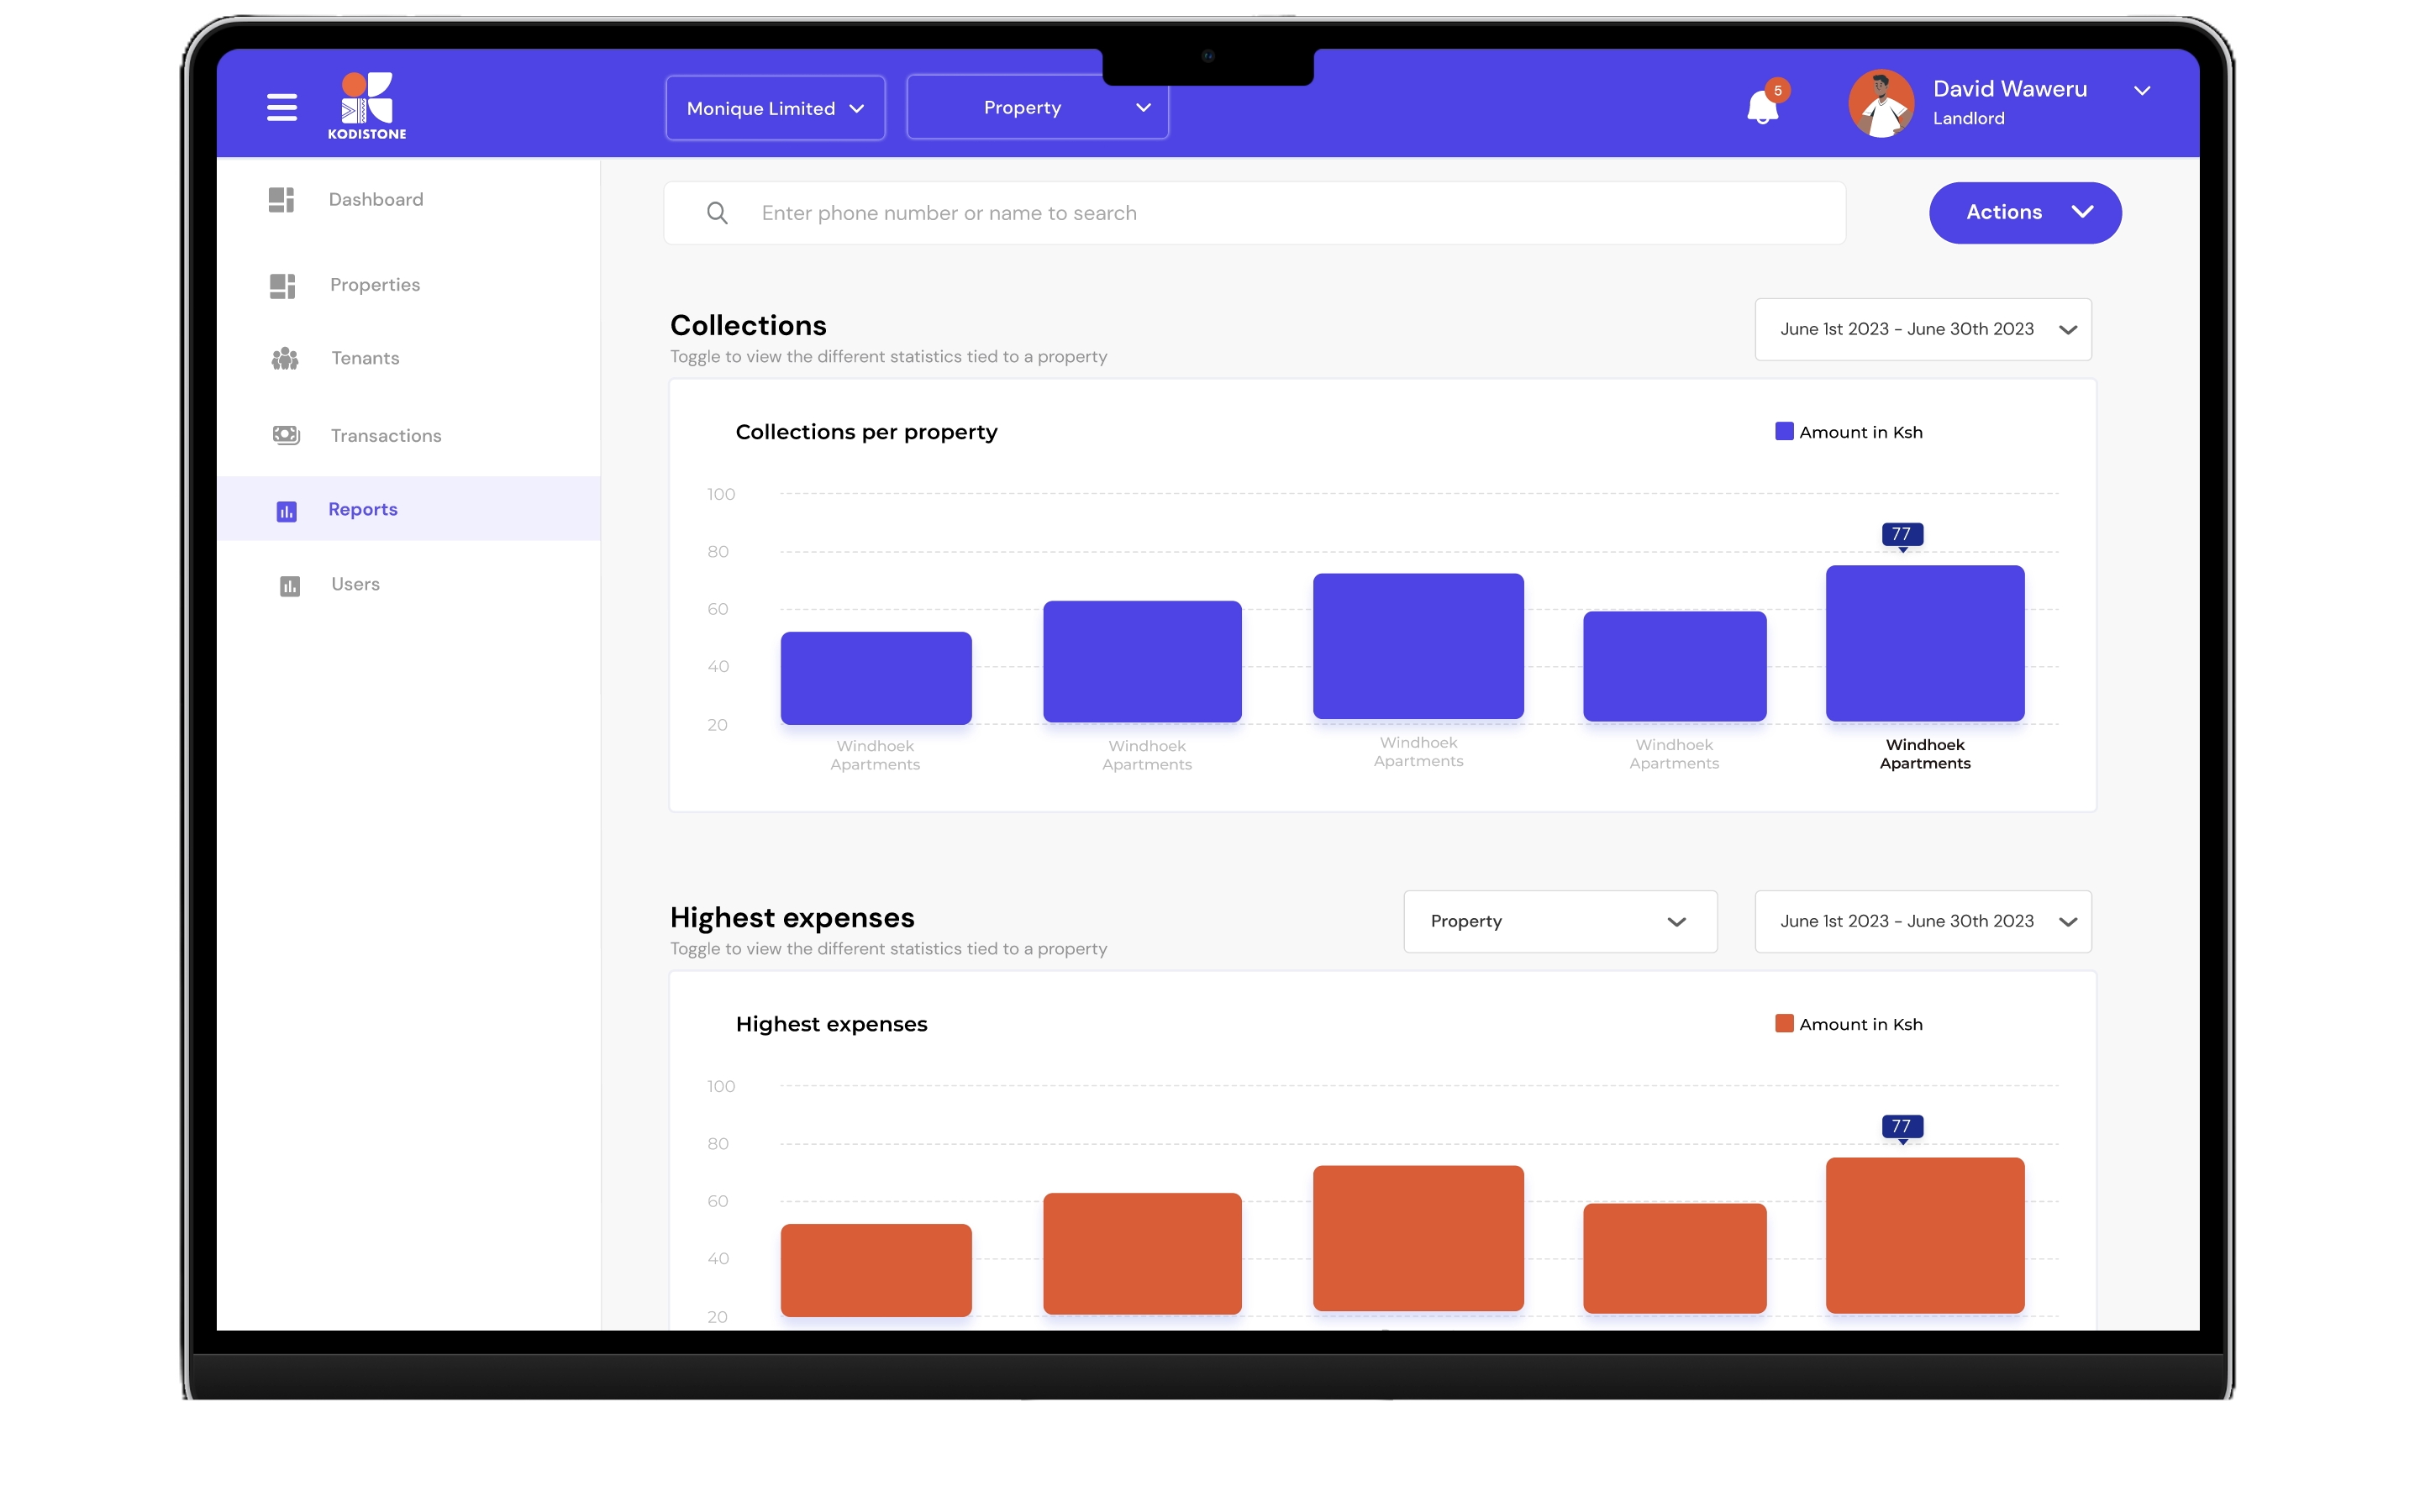 KODISTONE
Monique Limited
Property
5
David Waweru
Landlord
Dashboard
Properties
Tenants
Transactions
Reports
Users
Enter phone number or name to search
Actions
Collections
Toggle to view the different statistics tied to a property
June 1st 2023 - June 30th 2023
Collections per property
Amount in Ksh
100
80
60
40
20
77
Windhoek
Apartments
Windhoek
Apartments
Windhoek
Apartments
Windhoek
Apartments
Windhoek
Apartments
Highest expenses
Toggle to view the different statistics tied to a property
Property
June 1st 2023 - June 30th 2023
Highest expenses
Amount in Ksh
100
80
60
40
20
77